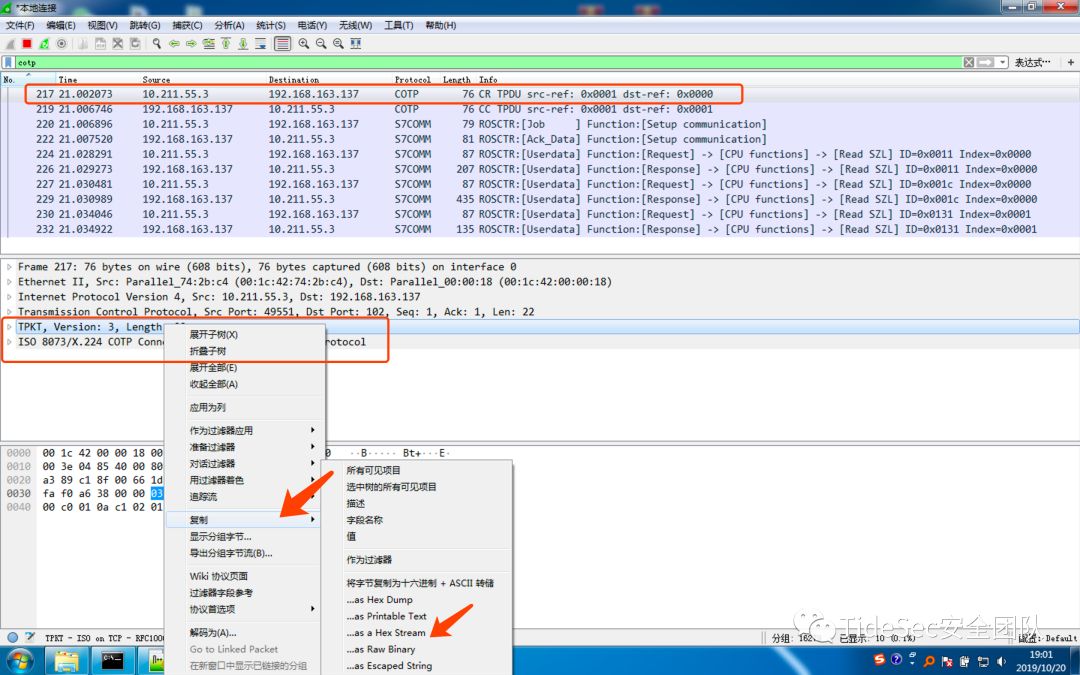 *本地连接
文件(F) 编辑(E) 视图(V) 跳转(G) 捕获(C) 分析(A) 统计(S) 电话(Y) 无线(W) 工具(T) 帮助(H)
cotp 表达式… +
No. Time Source Destination Protocol Length Info
217 21.002073 10.211.55.3 192.168.163.137 COTP 76 CR TPDU src-ref: 0x0001 dst-ref: 0x0000
219 21.006746 192.168.163.137 10.211.55.3 COTP 76 CC TPDU src-ref: 0x0001 dst-ref: 0x0001
220 21.006896 10.211.55.3 192.168.163.137 S7COMM 79 ROSCTR:[Job ] Function:[Setup communication]
222 21.007520 192.168.163.137 10.211.55.3 S7COMM 81 ROSCTR:[Ack_Data] Function:[Setup communication]
224 21.028291 10.211.55.3 192.168.163.137 S7COMM 87 ROSCTR:[Userdata] Function:[Request] -> [CPU functions] -> [Read SZL] ID=0x0011 Index=0x0000
226 21.029273 192.168.163.137 10.211.55.3 S7COMM 207 ROSCTR:[Userdata] Function:[Response] -> [CPU functions] -> [Read SZL] ID=0x0011 Index=0x0000
227 21.030481 10.211.55.3 192.168.163.137 S7COMM 87 ROSCTR:[Userdata] Function:[Request] -> [CPU functions] -> [Read SZL] ID=0x001c Index=0x0000
229 21.030989 192.168.163.137 10.211.55.3 S7COMM 435 ROSCTR:[Userdata] Function:[Response] -> [CPU functions] -> [Read SZL] ID=0x001c Index=0x0000
230 21.034046 10.211.55.3 192.168.163.137 S7COMM 87 ROSCTR:[Userdata] Function:[Request] -> [CPU functions] -> [Read SZL] ID=0x0131 Index=0x0001
232 21.034922 192.168.163.137 10.211.55.3 S7COMM 135 ROSCTR:[Userdata] Function:[Response] -> [CPU functions] -> [Read SZL] ID=0x0131 Index=0x0001
Frame 217: 76 bytes on wire (608 bits), 76 bytes captured (608 bits) on interface 0
Ethernet II, Src: Parallel_74:2b:c4 (00:1c:42:74:2b:c4), Dst: Parallel_00:00:18 (00:1c:42:00:00:18)
Internet Protocol Version 4, Src: 10.211.55.3, Dst: 192.168.163.137
Transmission Control Protocol, Src Port: 49551, Dst Port: 102, Seq: 1, Ack: 1, Len: 22
TPKT, Version: 3, Length
ISO 8073/X.224 COTP Conn rotocol
展开子树(X)
折叠子树
展开全部(E)
收起全部(A)
应用为列
作为过滤器应用
准备过滤器
对话过滤器
用过滤器着色
追踪流
复制
显示分组字节...
导出分组字节流(B)...
Wiki 协议页面
过滤器字段参考
协议首选项
解码为(A)...
Go to Linked Packet
在新窗口中显示已链接的分组
所有可见项目
选中树的所有可见项目
描述
字段名称
值
作为过滤器
将字节复制为十六进制 + ASCII 转储
...as Hex Dump
...as Printable Text
...as a Hex Stream
...as Raw Binary
...as Escaped String
0000 00 1c 42 00 00 18 00 0 ··B····· Bt+···E·
0010 00 3e 04 85 40 00 80
0020 a3 89 c1 8f 00 66 1d
0030 fa f0 a6 38 00 00 03
0040 00 c0 01 0a c1 02 01
TideSec安全团队
TPKT - ISO on TCP - RFC100 分组: 已显示: 10 (0.1%) Default
19:01
2019/10/20